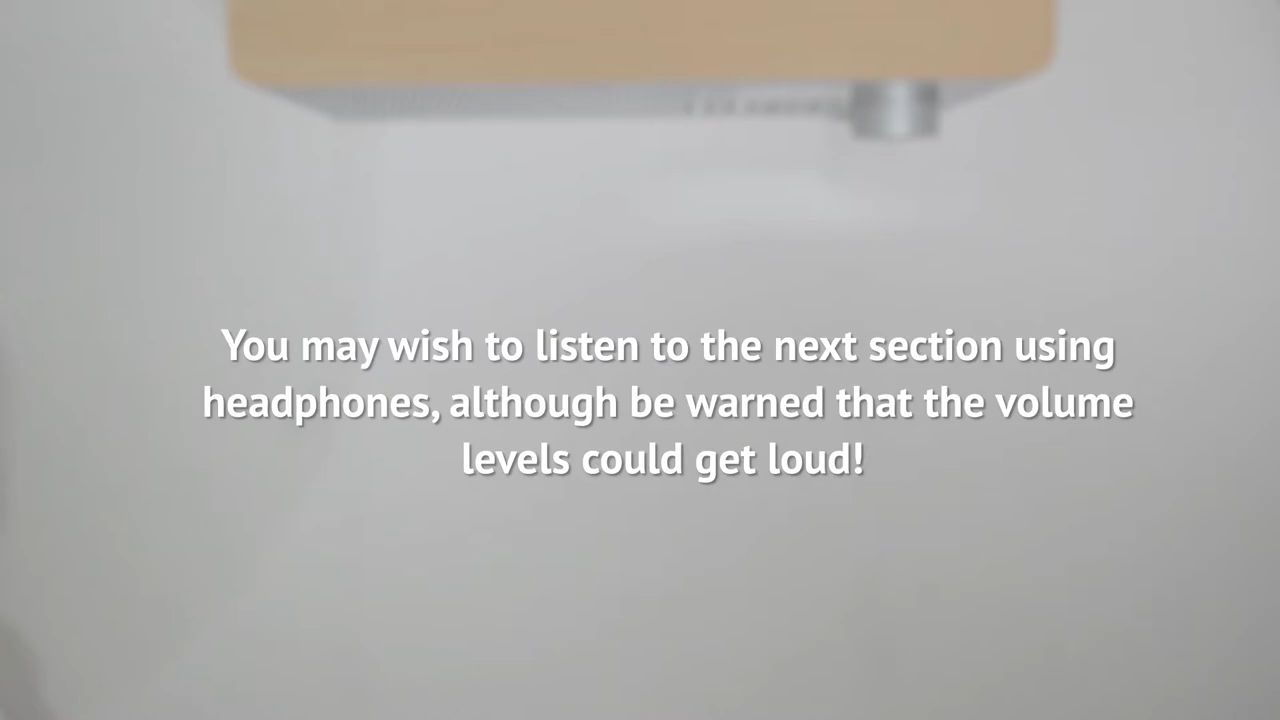 You may wish to listen to the next section using
headphones, although be warned that the volume
levels could get loud!